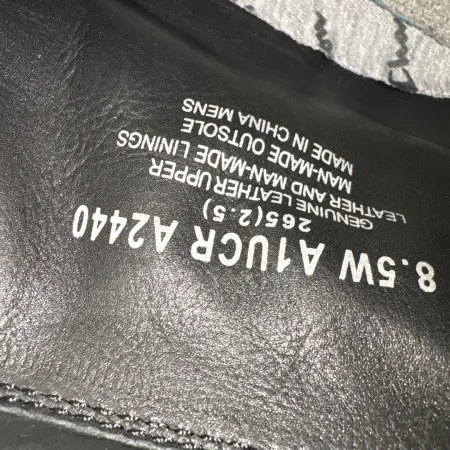 8.5W A1UCR A2440
265(2.5)
GENUINE LEATHER UPPER
LEATHER AND MAN-MADE LININGS
MAN-MADE OUTSOLE
MADE IN CHINA MENS